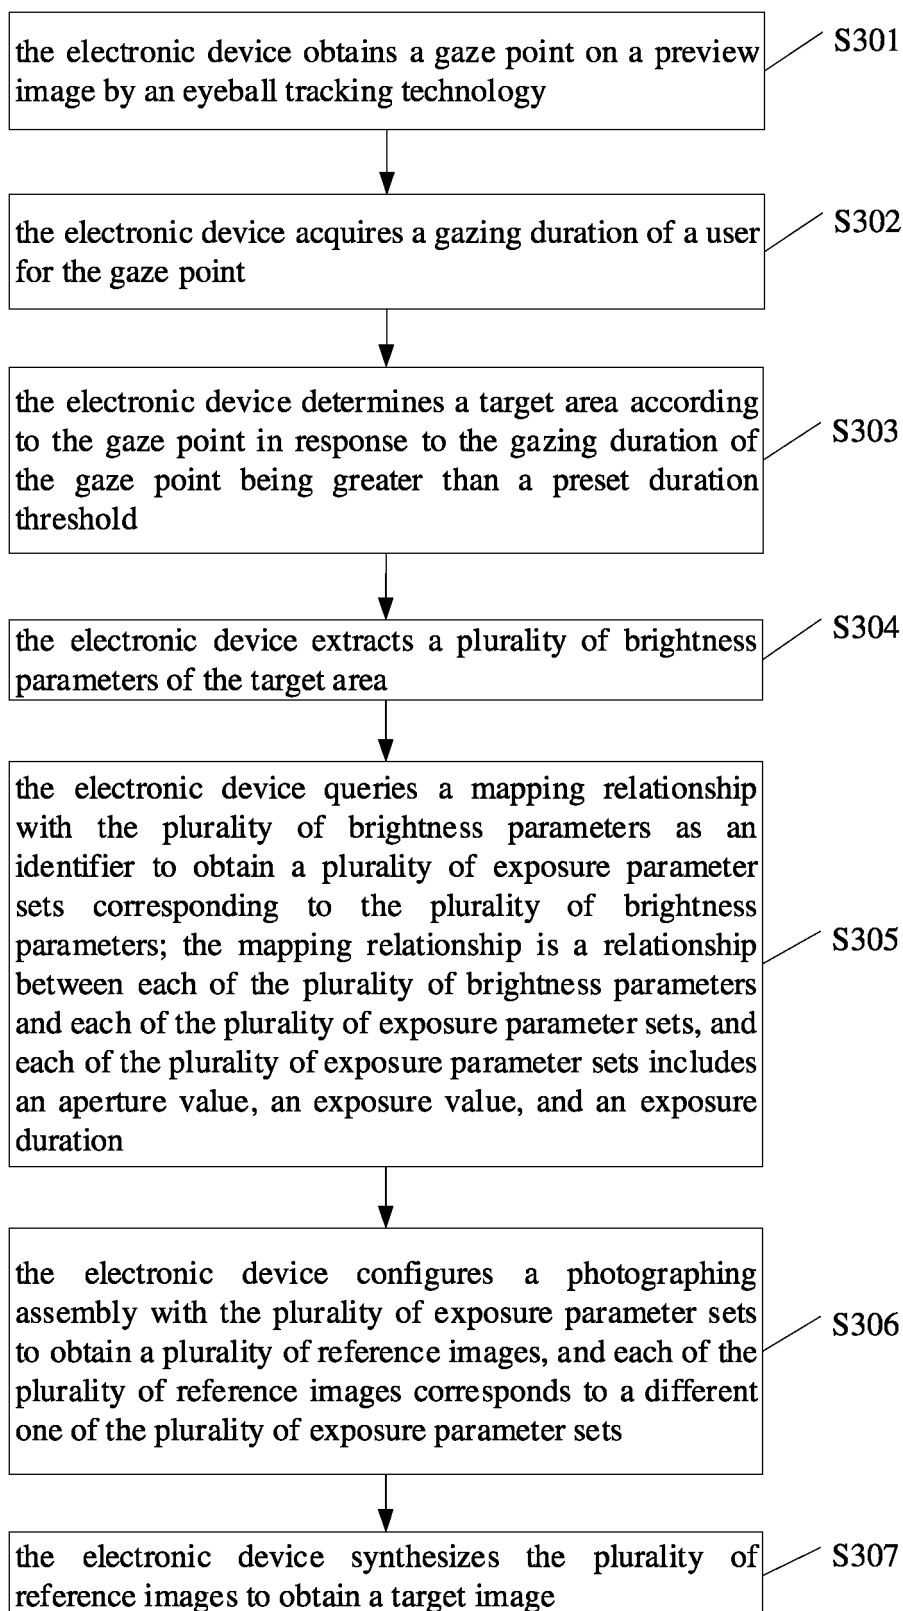 the electronic device obtains a gaze point on a preview
image by an eyeball tracking technology
S301
the electronic device acquires a gazing duration of a user
for the gaze point
S302
the electronic device determines a target area according
to the gaze point in response to the gazing duration of
the gaze point being greater than a preset duration
threshold
S303
the electronic device extracts a plurality of brightness
parameters of the target area
S304
the electronic device queries a mapping relationship
with the plurality of brightness parameters as an
identifier to obtain a plurality of exposure parameter
sets corresponding to the plurality of brightness
parameters; the mapping relationship is a relationship
between each of the plurality of brightness parameters
and each of the plurality of exposure parameter sets, and
each of the plurality of exposure parameter sets includes
an aperture value, an exposure value, and an exposure
duration
S305
the electronic device configures a photographing
assembly with the plurality of exposure parameter sets
to obtain a plurality of reference images, and each of the
plurality of reference images corresponds to a different
one of the plurality of exposure parameter sets
S306
the electronic device synthesizes the plurality of
reference images to obtain a target image
S307